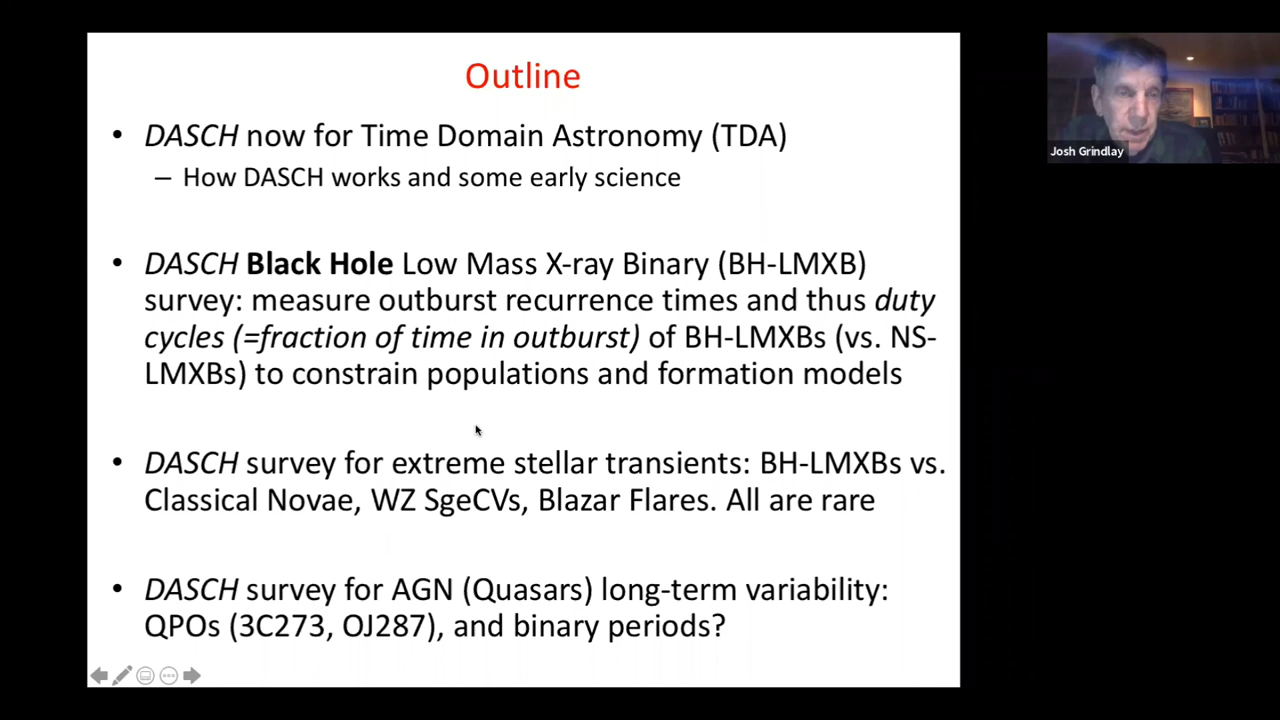 Outline
• DASCH now for Time Domain Astronomy (TDA)
– How DASCH works and some early science
• DASCH Black Hole Low Mass X-ray Binary (BH-LMXB)
survey: measure outburst recurrence times and thus duty
cycles (=fraction of time in outburst) of BH-LMXBs (vs. NS-
LMXBs) to constrain populations and formation models
• DASCH survey for extreme stellar transients: BH-LMXBs vs.
Classical Novae, WZ SgeCVs, Blazar Flares. All are rare
• DASCH survey for AGN (Quasars) long-term variability:
QPOs (3C273, OJ287), and binary periods?
Josh Grindlay